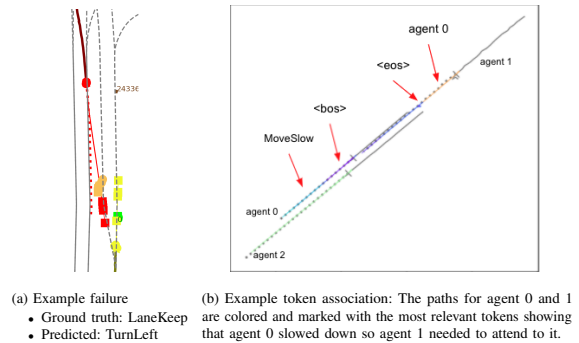 24336
agent 0
<eos>
agent 1
<bos>
MoveSlow
agent 0
agent 2
(a) Example failure
• Ground truth: LaneKeep
• Predicted: TurnLeft
(b) Example token association: The paths for agent 0 and 1
are colored and marked with the most relevant tokens showing
that agent 0 slowed down so agent 1 needed to attend to it.